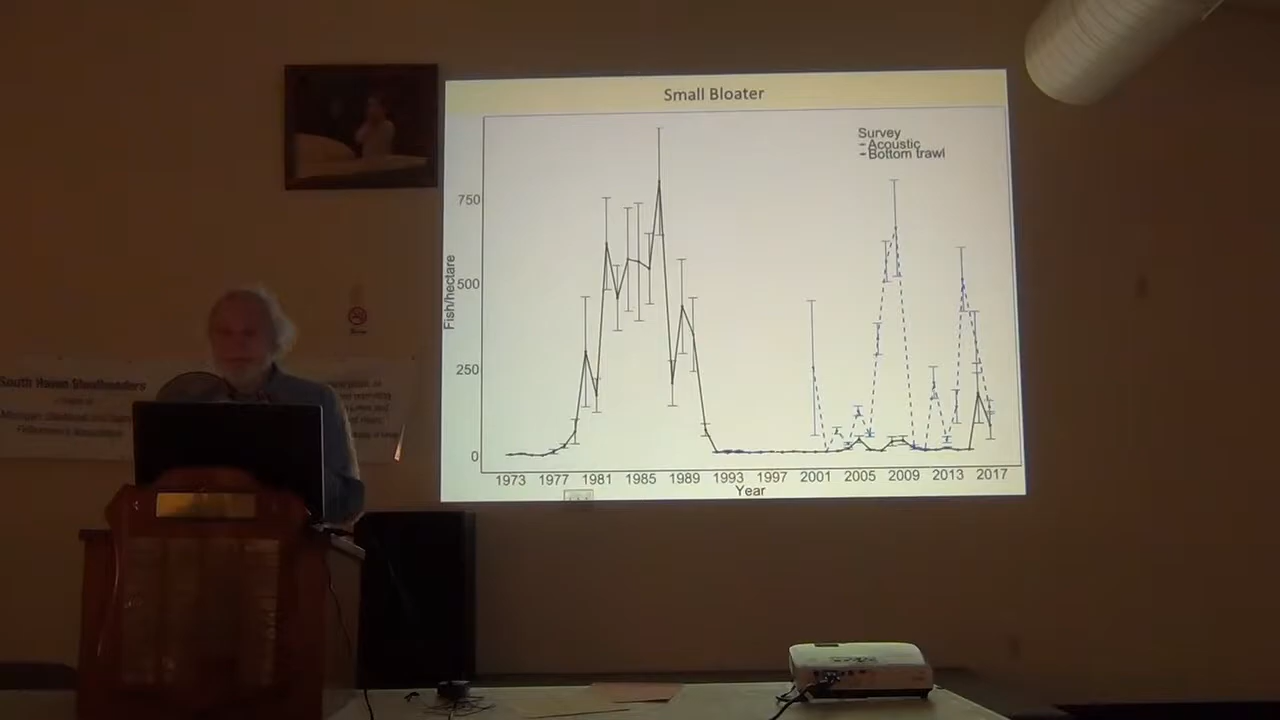 Small Bloater
Survey
Acoustic
Bottom trawl
750
500
250
0
Fish/hectare
1973 1977 1981 1985 1989 1993 1997 2001 2005 2009 2013 2017
Year
South Haven Steelheaders